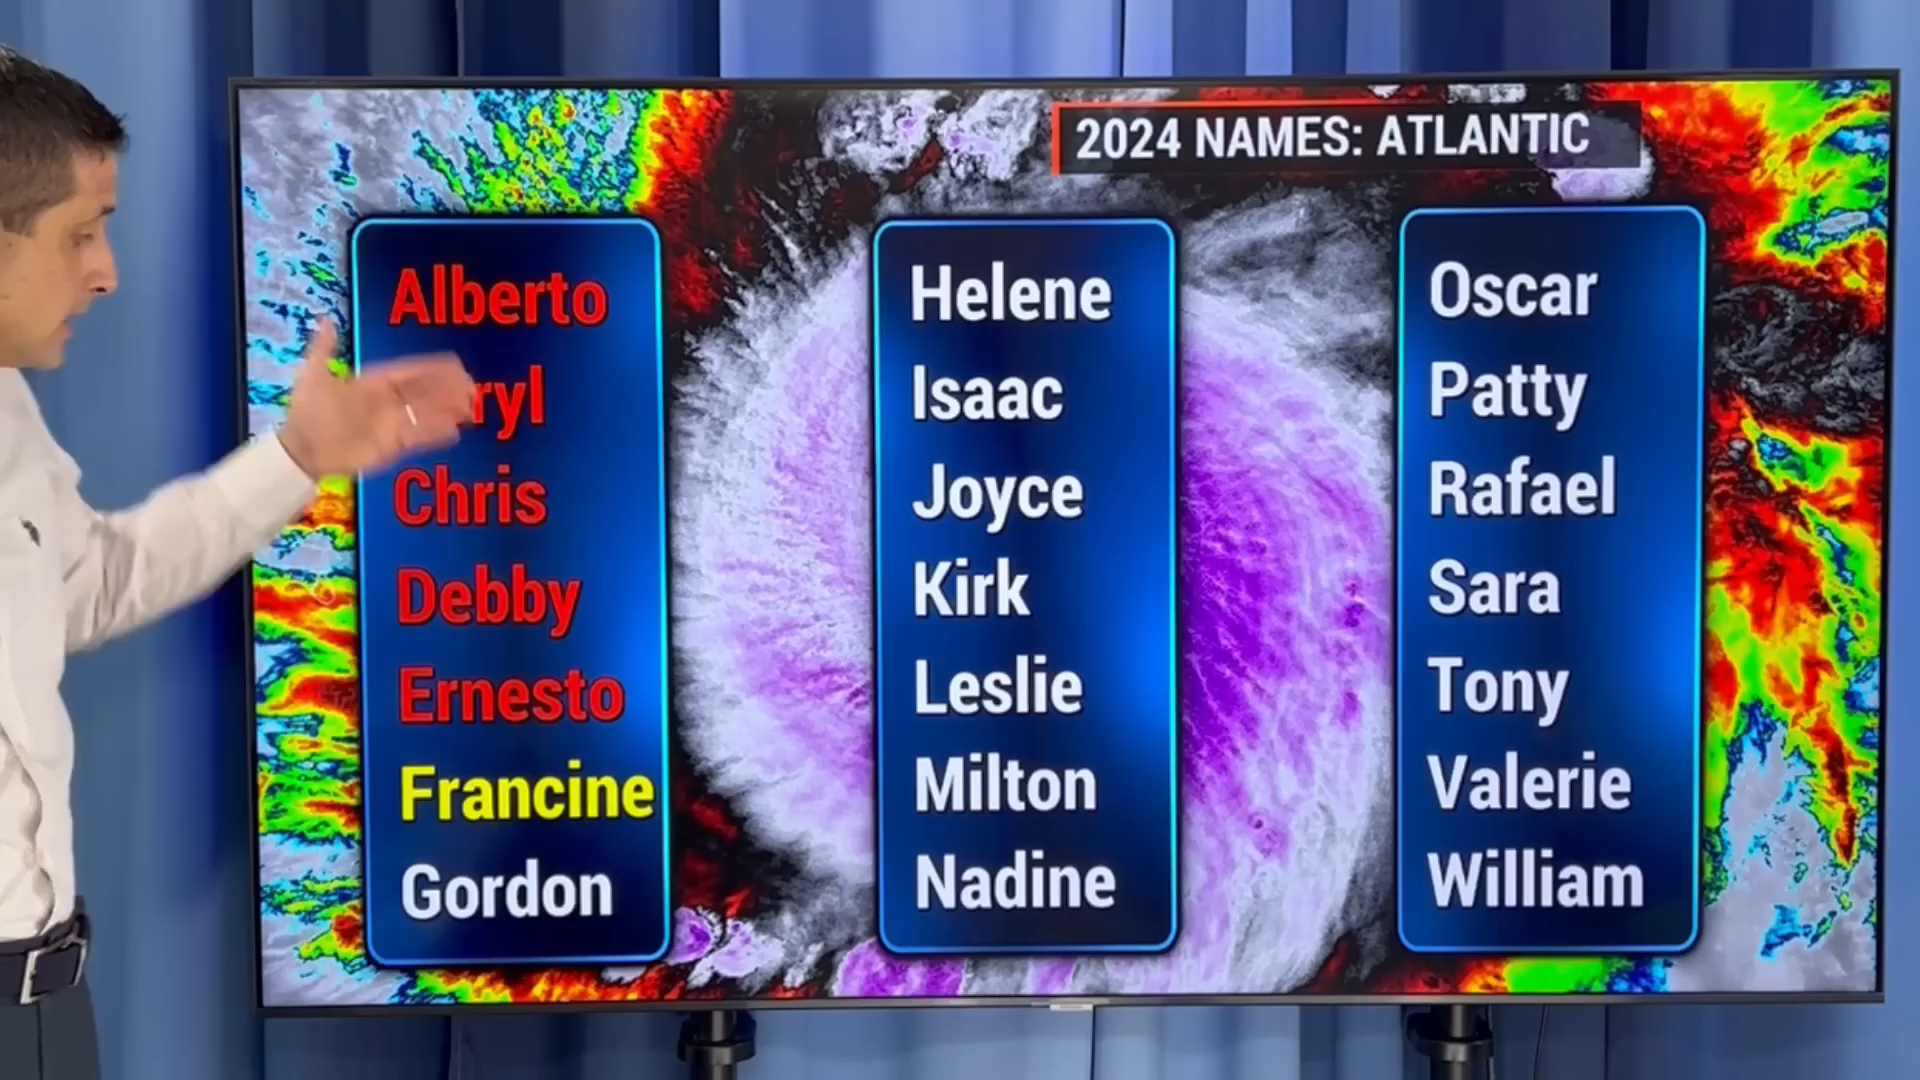 2024 NAMES: ATLANTIC
Alberto
ryl
Chris
Debby
Ernesto
Francine
Gordon
Helene
Isaac
Joyce
Kirk
Leslie
Milton
Nadine
Oscar
Patty
Rafael
Sara
Tony
Valerie
William